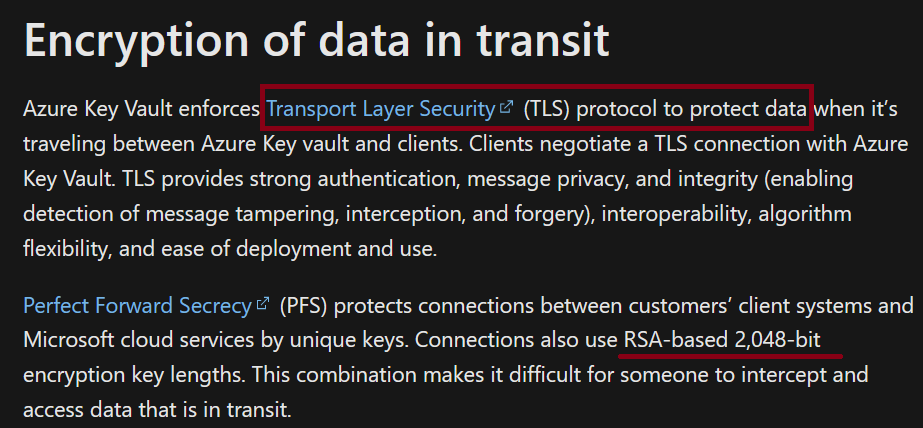 Encryption of data in transit
Azure Key Vault enforces Transport Layer Security (TLS) protocol to protect data when it's
traveling between Azure Key vault and clients. Clients negotiate a TLS connection with Azure
Key Vault. TLS provides strong authentication, message privacy, and integrity (enabling
detection of message tampering, interception, and forgery), interoperability, algorithm
flexibility, and ease of deployment and use.
Perfect Forward Secrecy (PFS) protects connections between customers' client systems and
Microsoft cloud services by unique keys. Connections also use RSA-based 2,048-bit
encryption key lengths. This combination makes it difficult for someone to intercept and
access data that is in transit.